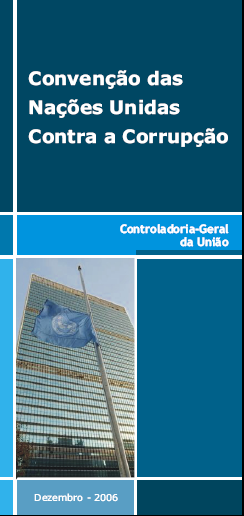 Convenção das
Nações Unidas
Contra a Corrupção
Controladoria-Geral
da União
Dezembro - 2006